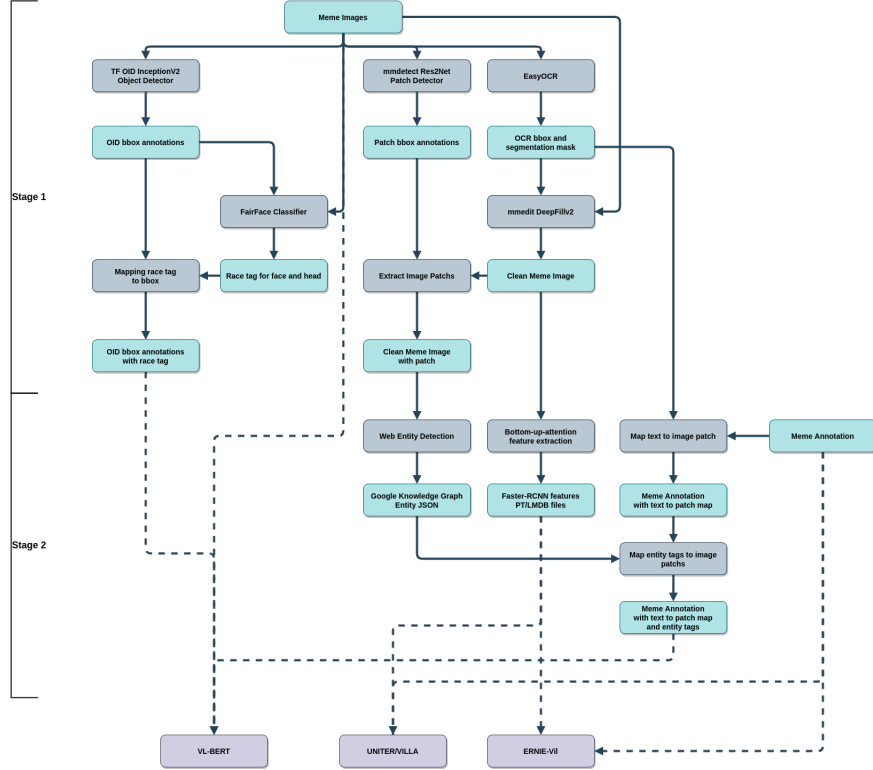 Meme Images
TF OID InceptionV2
Object Detector
mmdetect Res2Net
Patch Detector
EasyOCR
OID bbox annotations
Patch bbox annotations
OCR bbox and
segmentation mask
Stage 1
FairFace Classifier
mmedit DeepFillv2
Mapping race tag
to bbox
Race tag for face and head
Extract Image Patchs
Clean Meme Image
OID bbox annotations
with race tag
Clean Meme Image
with patch
Web Entity Detection
Bottom-up-attention
feature extraction
Map text to image patch
Meme Annotation
Google Knowledge Graph
Entity JSON
Faster-RCNN features
PT/LMDB files
Meme Annotation
with text to patch map
Stage 2
Map entity tags to image
patchs
Meme Annotation
with text to patch map
and entity tags
VL-BERT
UNITER/VILLA
ERNIE-Vil